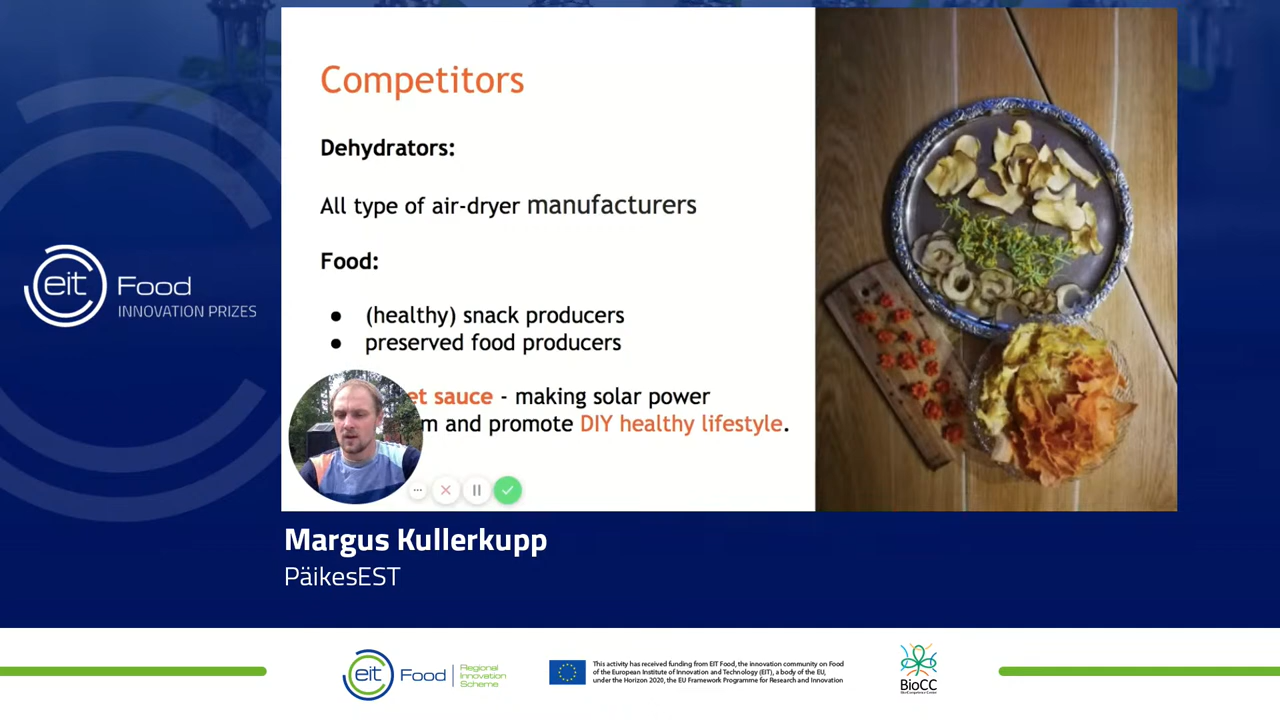 Competitors
Dehydrators:
All type of air-dryer manufacturers
Food:
● (healthy) snack producers
● preserved food producers
et sauce - making solar power
m and promote DIY healthy lifestyle.
eit Food
INNOVATION PRIZES
Margus Kullerkupp
PäikesEST
eit Food
Regional
Innovation
Scheme
This activity has received funding from EIT Food, the innovation community on Food
of the European Institute of Innovation and Technology (EIT), a body of the EU,
under the Horizon 2020, the EU Framework Programme for Research and Innovation
BioCC